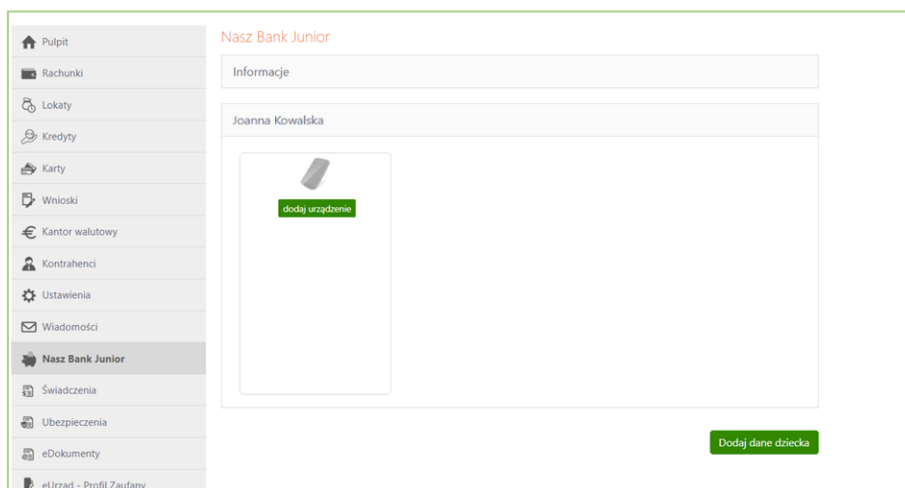 Pulpit
Rachunki
Lokaty
Kredyty
Karty
Wnioski
Kantor walutowy
Kontrahenci
Ustawienia
Wiadomości
Nasz Bank Junior
Świadczenia
Ubezpieczenia
eDokumenty
eUrząd - Profil Zaufany
Nasz Bank Junior
Informacje
Joanna Kowalska
dodaj urządzenie
Dodaj dane dziecka